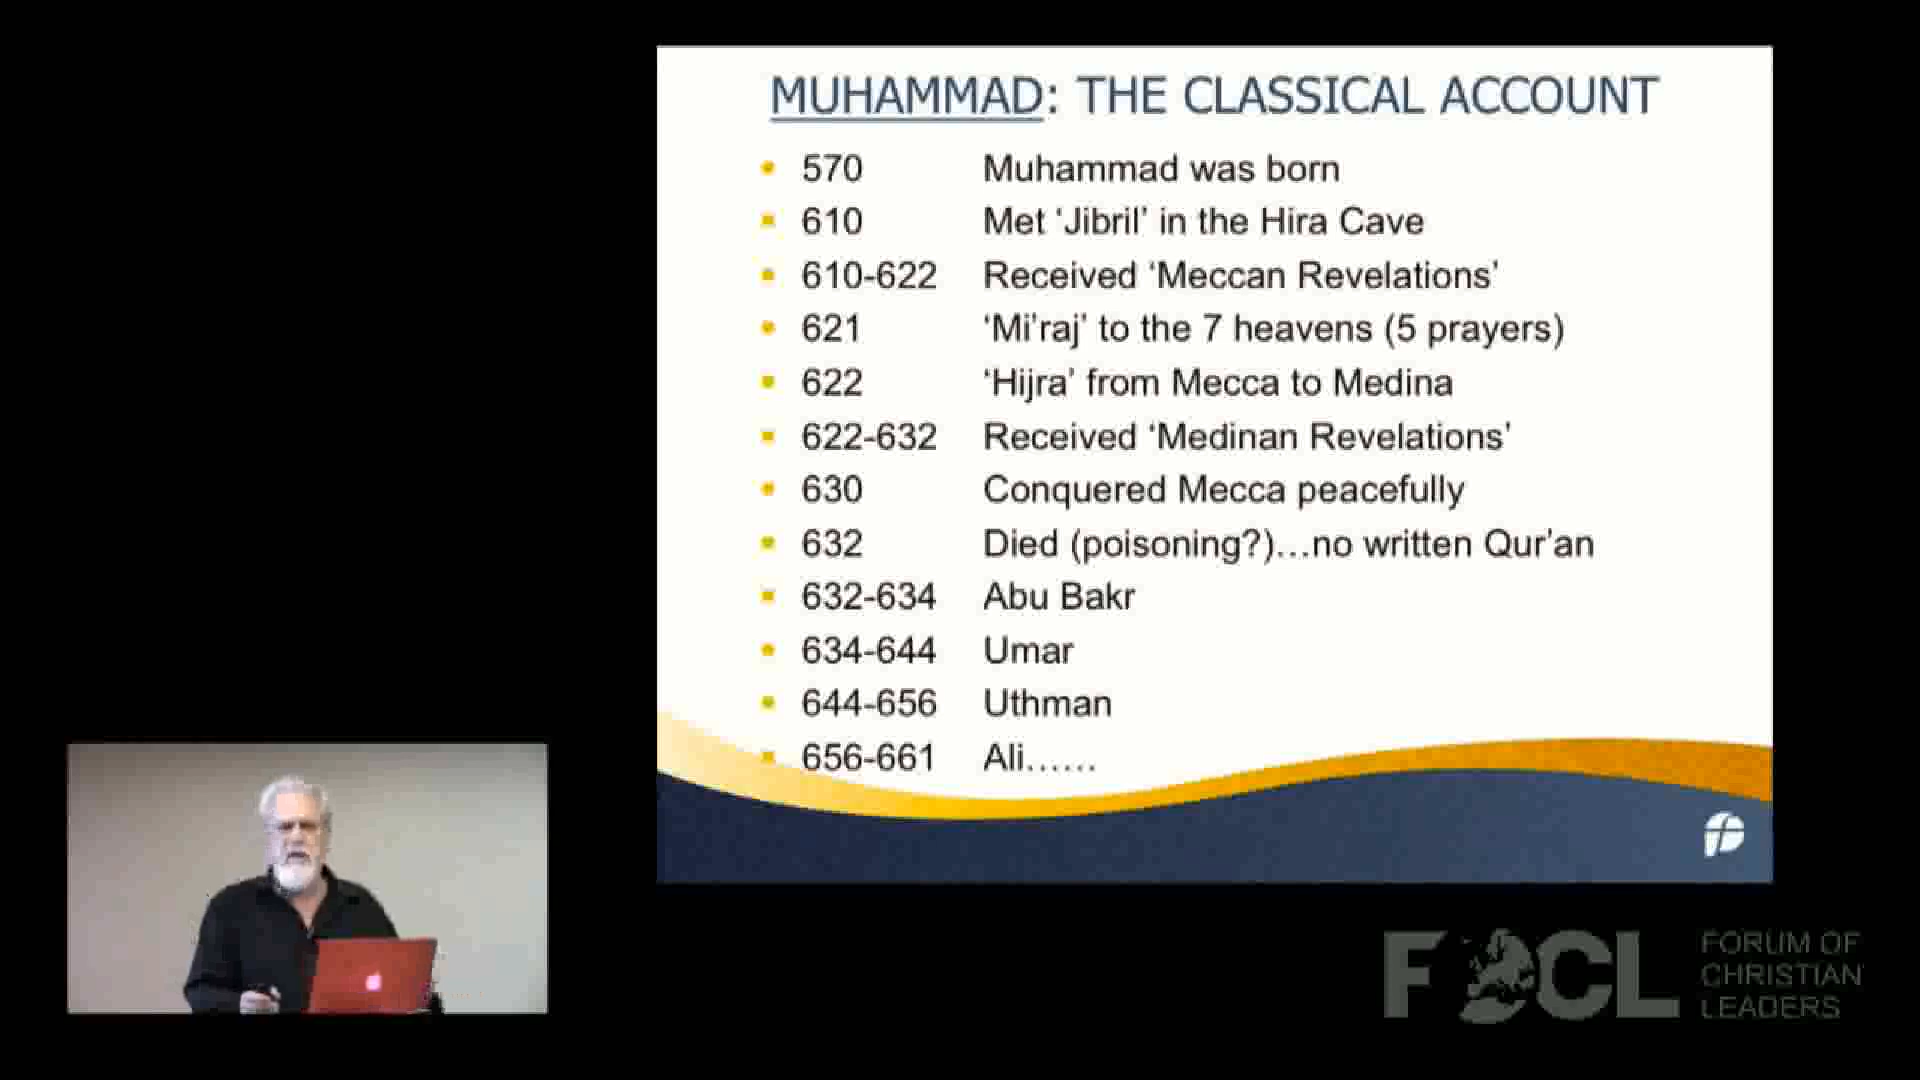 MUHAMMAD: THE CLASSICAL ACCOUNT
• 570 Muhammad was born
• 610 Met ‘Jibril’ in the Hira Cave
• 610-622 Received ‘Meccan Revelations’
• 621 ‘Mi’raj’ to the 7 heavens (5 prayers)
• 622 ‘Hijra’ from Mecca to Medina
• 622-632 Received ‘Medinan Revelations’
• 630 Conquered Mecca peacefully
• 632 Died (poisoning?)…no written Qur’an
• 632-634 Abu Bakr
• 634-644 Umar
• 644-656 Uthman
• 656-661 Ali……
FOCL
FORUM OF
CHRISTIAN
LEADERS